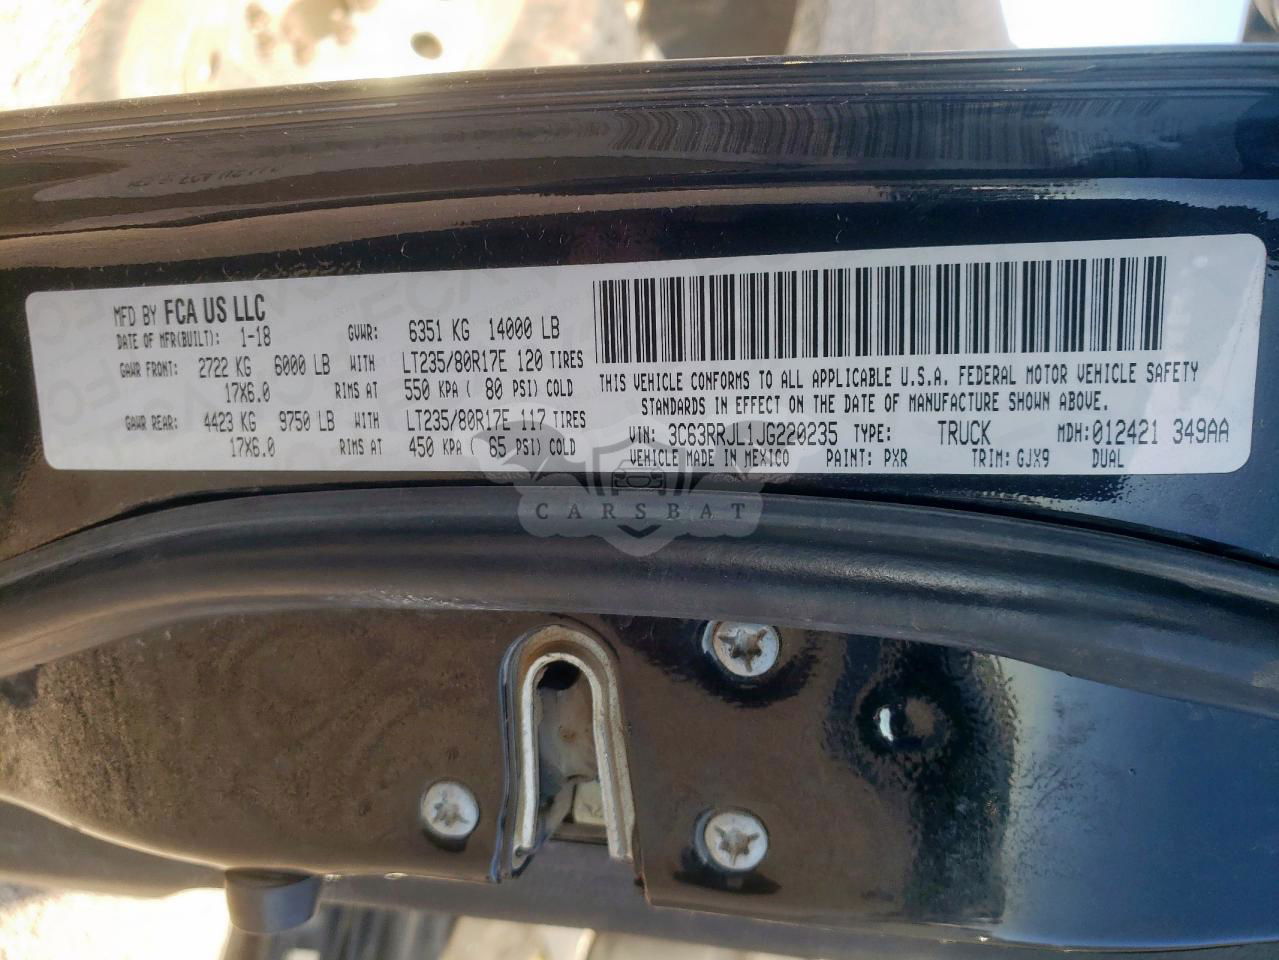 MFD BY FCA US LLC
DATE OF MFR(BUILT): 1-18 GVWR: 6351 KG 14000 LB
GAWR FRONT: 2722 KG 6000 LB WITH LT235/80R17E 120 TIRES
17X6.0 RIMS AT 550 KPA ( 80 PSI) COLD
GAWR REAR: 4423 KG 9750 LB WITH LT235/80R17E 117 TIRES
17X6.0 RIMS AT 450 KPA ( 65 PSI) COLD
THIS VEHICLE CONFORMS TO ALL APPLICABLE U.S.A. FEDERAL MOTOR VEHICLE SAFETY
STANDARDS IN EFFECT ON THE DATE OF MANUFACTURE SHOWN ABOVE.
VIN: 3C63RRJL1JG220235 TYPE: TRUCK MDH: 012421 349AA
VEHICLE MADE IN MEXICO PAINT: PXR TRIM: GJX9 DUAL
CARSBAT